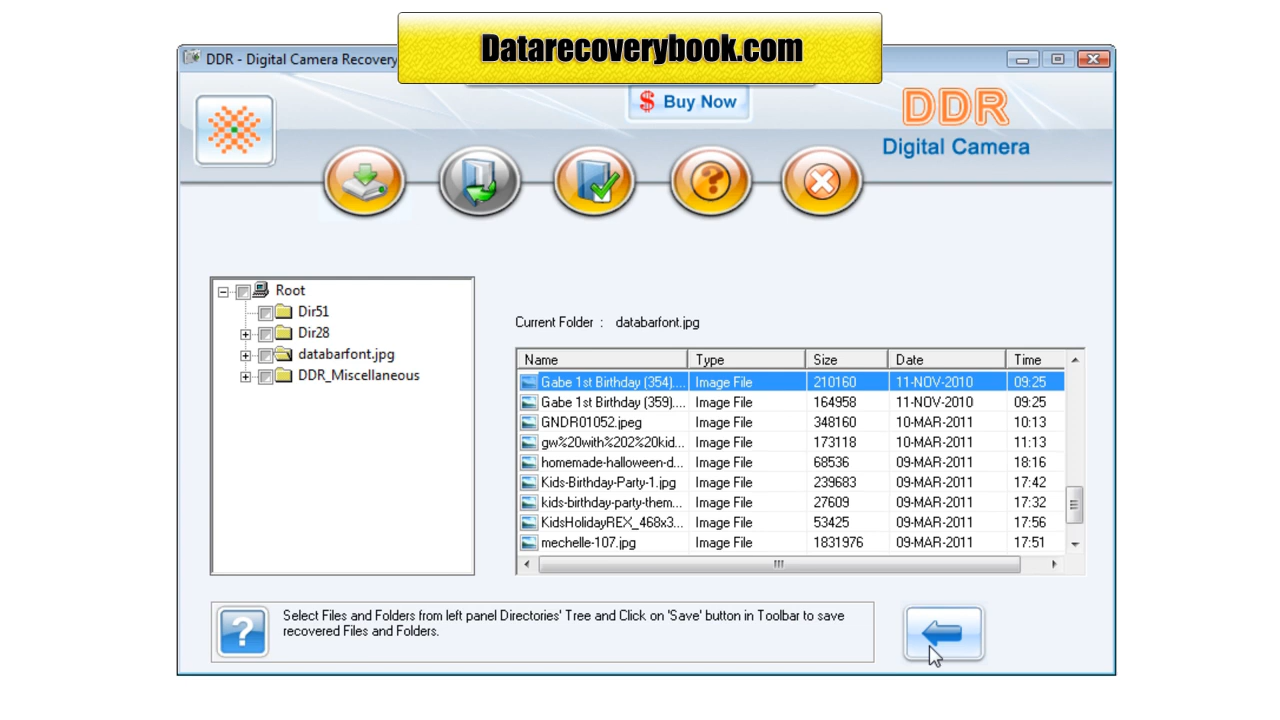 Datarecoverybook.com
DDR - Digital Camera Recovery
$ Buy Now
DDR
Digital Camera
Root
Dir51
Dir28
databarfont.jpg
DDR_Miscellaneous
Current Folder : databarfont.jpg
Name Type Size Date Time
Gabe 1st Birthday (354).... Image File 210160 11-NOV-2010 09:25
Gabe 1st Birthday (359).... Image File 164958 11-NOV-2010 09:25
GNDR01052.jpeg Image File 348160 10-MAR-2011 10:13
gw%20with%202%20kid... Image File 173118 10-MAR-2011 11:13
homemade-halloween-d... Image File 68536 09-MAR-2011 18:16
Kids-Birthday-Party-1.jpg Image File 239683 09-MAR-2011 17:42
kids-birthday-party-them... Image File 27609 09-MAR-2011 17:32
KidsHolidayREX_468x3... Image File 53425 09-MAR-2011 17:56
mechelle-107.jpg Image File 1831976 09-MAR-2011 17:51
Select Files and Folders from left panel Directories' Tree and Click on 'Save' button in Toolbar to save
recovered Files and Folders.